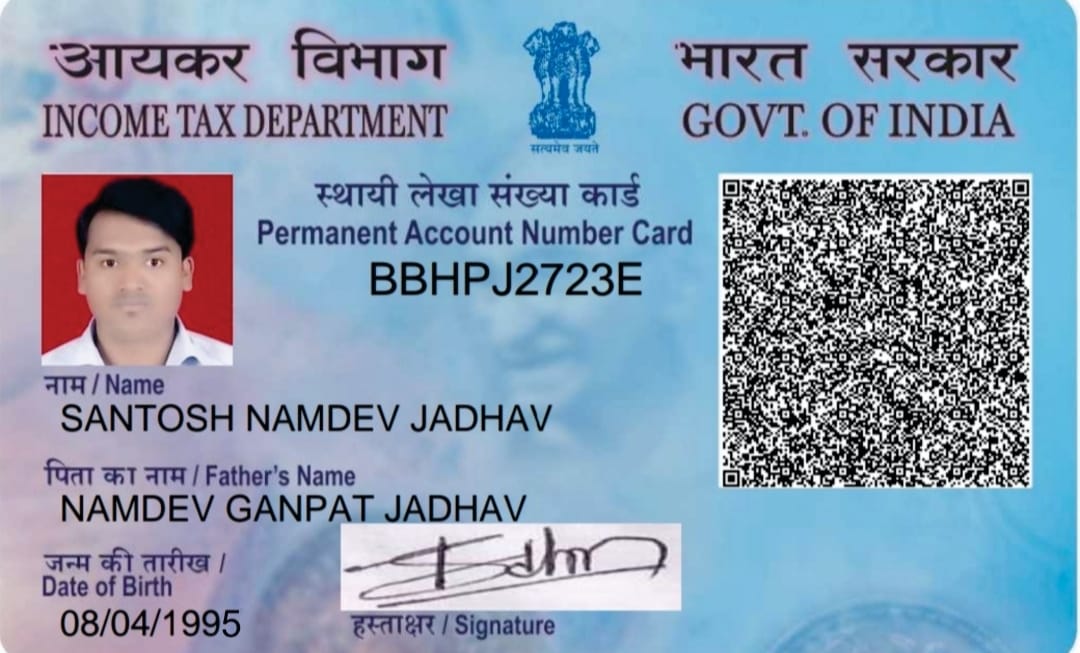 आयकर विभाग
INCOME TAX DEPARTMENT
सत्यमेव जयते
भारत सरकार
GOVT. OF INDIA
स्थायी लेखा संख्या कार्ड
Permanent Account Number Card
BBHPJ2723E
नाम / Name
SANTOSH NAMDEV JADHAV
पिता का नाम / Father's Name
NAMDEV GANPAT JADHAV
जन्म की तारीख /
Date of Birth
08/04/1995
हस्ताक्षर / Signature